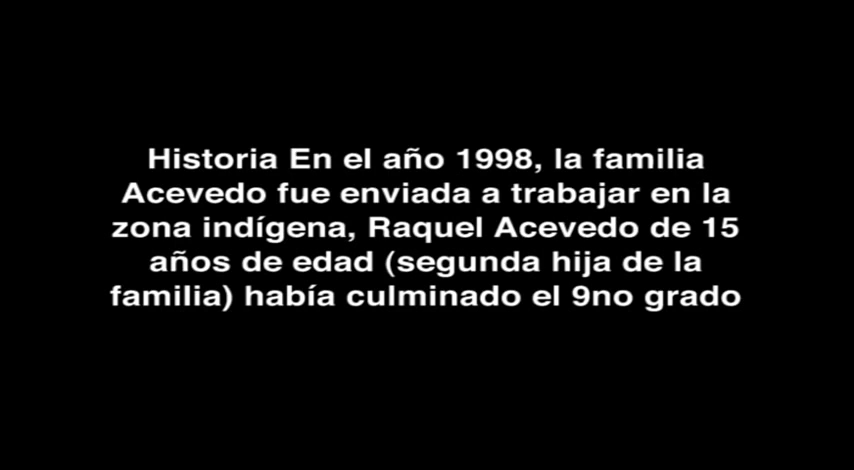 Historia En el año 1998, la familia
Acevedo fue enviada a trabajar en la
zona indígena, Raquel Acevedo de 15
años de edad (segunda hija de la
familia) había culminado el 9no grado